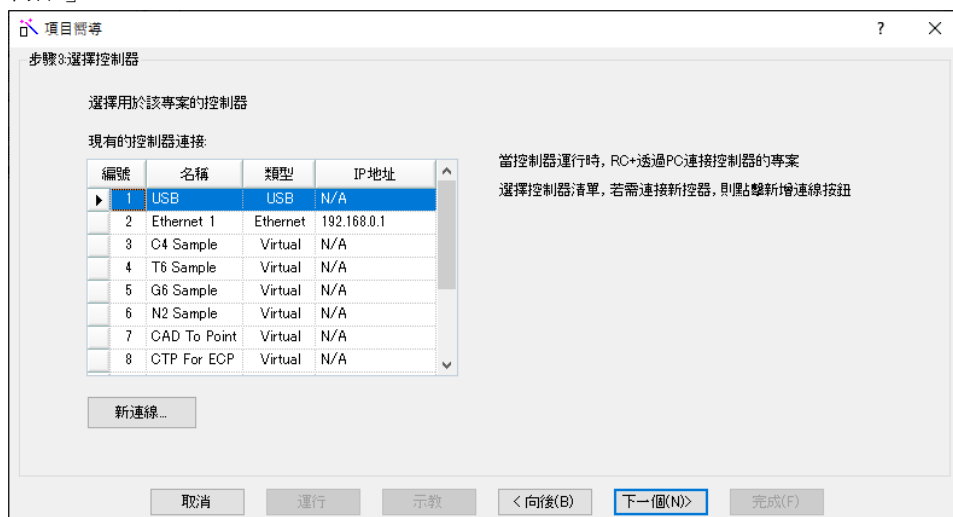 項目嚮導
?
步驟3:選擇控制器
選擇用於該專案的控制器
現有的控制器連接:
編號 名稱 類型 IP地址
1 USB USB N/A
2 Ethernet 1 Ethernet 192.168.0.1
3 C4 Sample Virtual N/A
4 T6 Sample Virtual N/A
5 G6 Sample Virtual N/A
6 N2 Sample Virtual N/A
7 CAD To Point Virtual N/A
8 CTP For ECP Virtual N/A
當控制器運行時, RC+透過PC連接控制器的專案
選擇控制器清單, 若需連接新控器, 則點擊新增連線按鈕
新連線...
取消 運行 示教 < 向後(B) 下一個(N)> 完成(F)